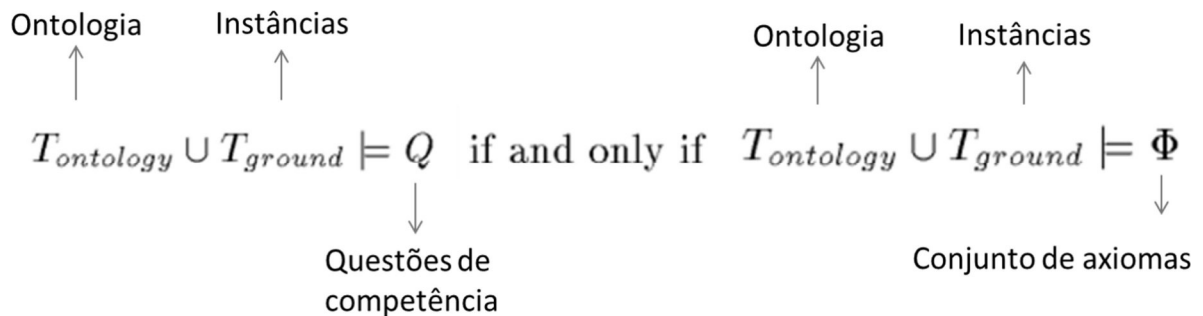 Ontologia Instâncias Ontologia Instâncias
T_ontology ∪ T_ground ⊨ Q if and only if T_ontology ∪ T_ground ⊨ Φ
Questões de Conjunto de axiomas
competência